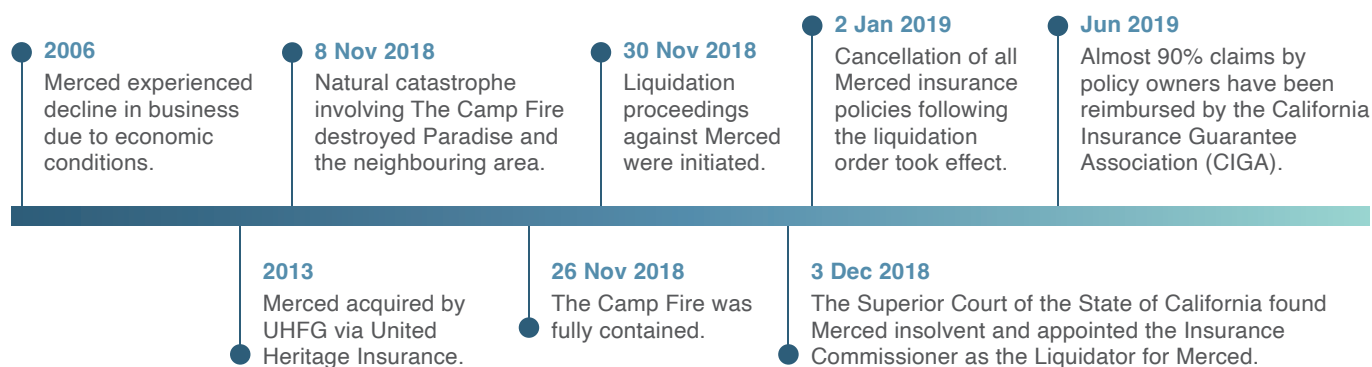 2006
Merced experienced
decline in business
due to economic
conditions.
8 Nov 2018
Natural catastrophe
involving The Camp Fire
destroyed Paradise and
the neighbouring area.
30 Nov 2018
Liquidation
proceedings
against Merced
were initiated.
2 Jan 2019
Cancellation of all
Merced insurance
policies following
the liquidation
order took effect.
Jun 2019
Almost 90% claims by
policy owners have been
reimbursed by the California
Insurance Guarantee
Association (CIGA).
2013
Merced acquired by
UHFG via United
Heritage Insurance.
26 Nov 2018
The Camp Fire was
fully contained.
3 Dec 2018
The Superior Court of the State of California found
Merced insolvent and appointed the Insurance
Commissioner as the Liquidator for Merced.